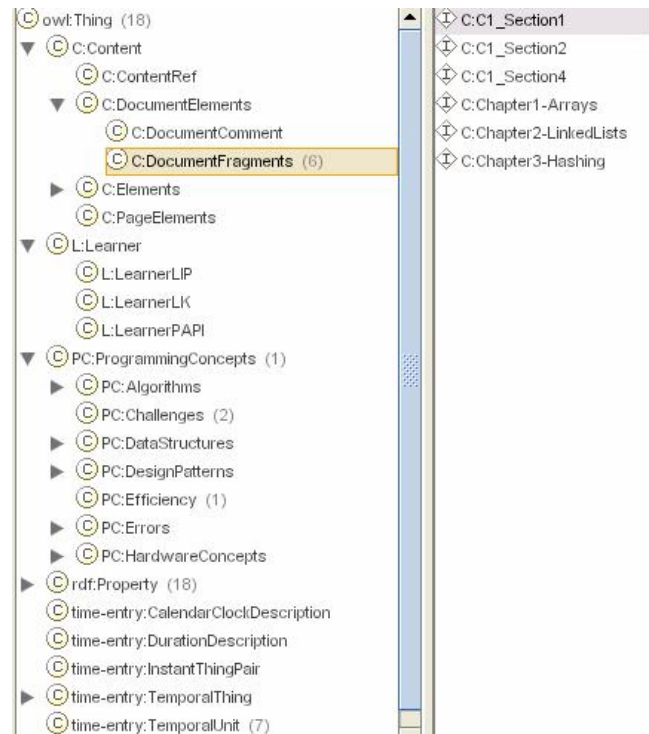 owl:Thing (18)
C:Content
C:ContentRef
C:DocumentElements
C:DocumentComment
C:DocumentFragments (6)
C:Elements
C:PageElements
L:Learner
L:LearnerLIP
L:LearnerLK
L:LearnerPAPI
PC:ProgrammingConcepts (1)
PC:Algorithms
PC:Challenges (2)
PC:DataStructures
PC:DesignPatterns
PC:Efficiency (1)
PC:Errors
PC:HardwareConcepts
rdf:Property (18)
time-entry:CalendarClockDescription
time-entry:DurationDescription
time-entry:InstantThingPair
time-entry:TemporalThing
time-entry:TemporalUnit (7)
C:C1_Section1
C:C1_Section2
C:C1_Section4
C:Chapter1-Arrays
C:Chapter2-LinkedLists
C:Chapter3-Hashing